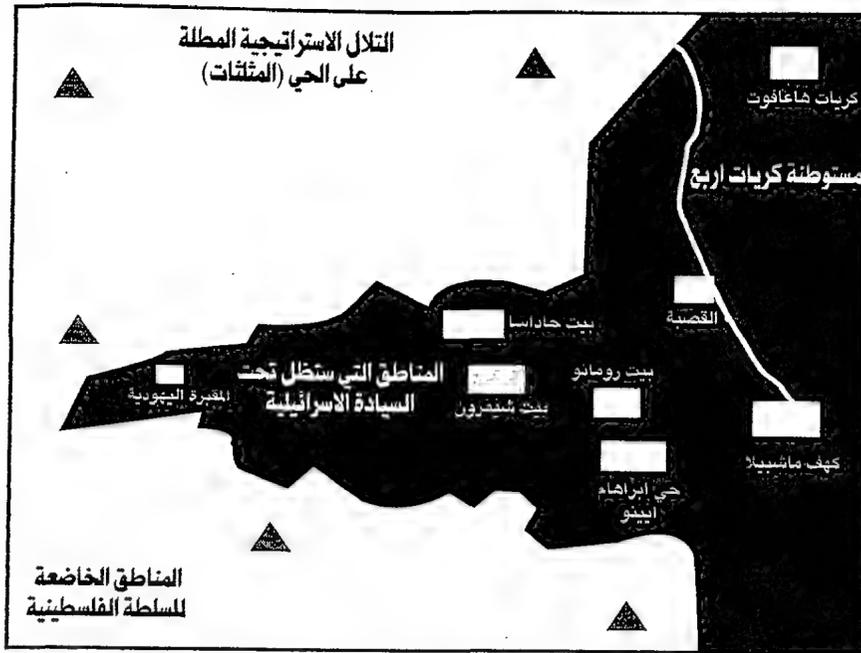 التلال الاستراتيجية المطلة
على الحي (المثلثات)
كريات هاغافوت
مستوطنة كريات اربع
القصبة
بيت حاداسا
بيت رومانو
المناطق التي ستظل تحت
السيادة الاسرائيلية
المقبرة اليهودية
بيت شنيترون
كهف ماشبيلا
حي ابراهام
ابينو
المناطق الخاضعة
للسلطة الفلسطينية